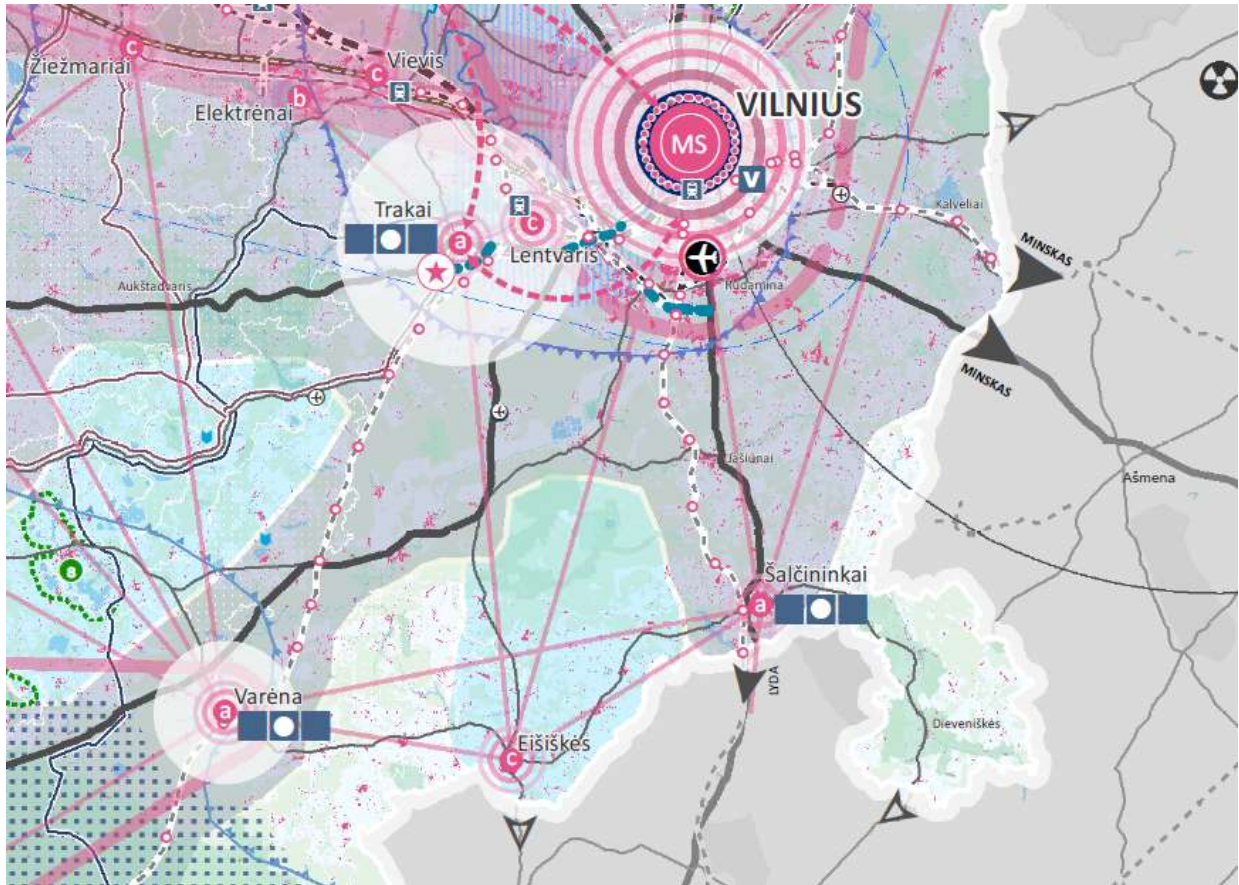 Vievis
c
c
Žiežmariai
b
Elektrėnai
VILNIUS
MS
V
Trakai
a
c
Lentvaris
Kalveliai
MINSKAS
Aukštadvaris
Rudamina
MINSKAS
Jašiūnai
Ašmena
a
Šalčininkai
a
LYDA
Varėna
a
Dieveniškės
Eišiškės
c